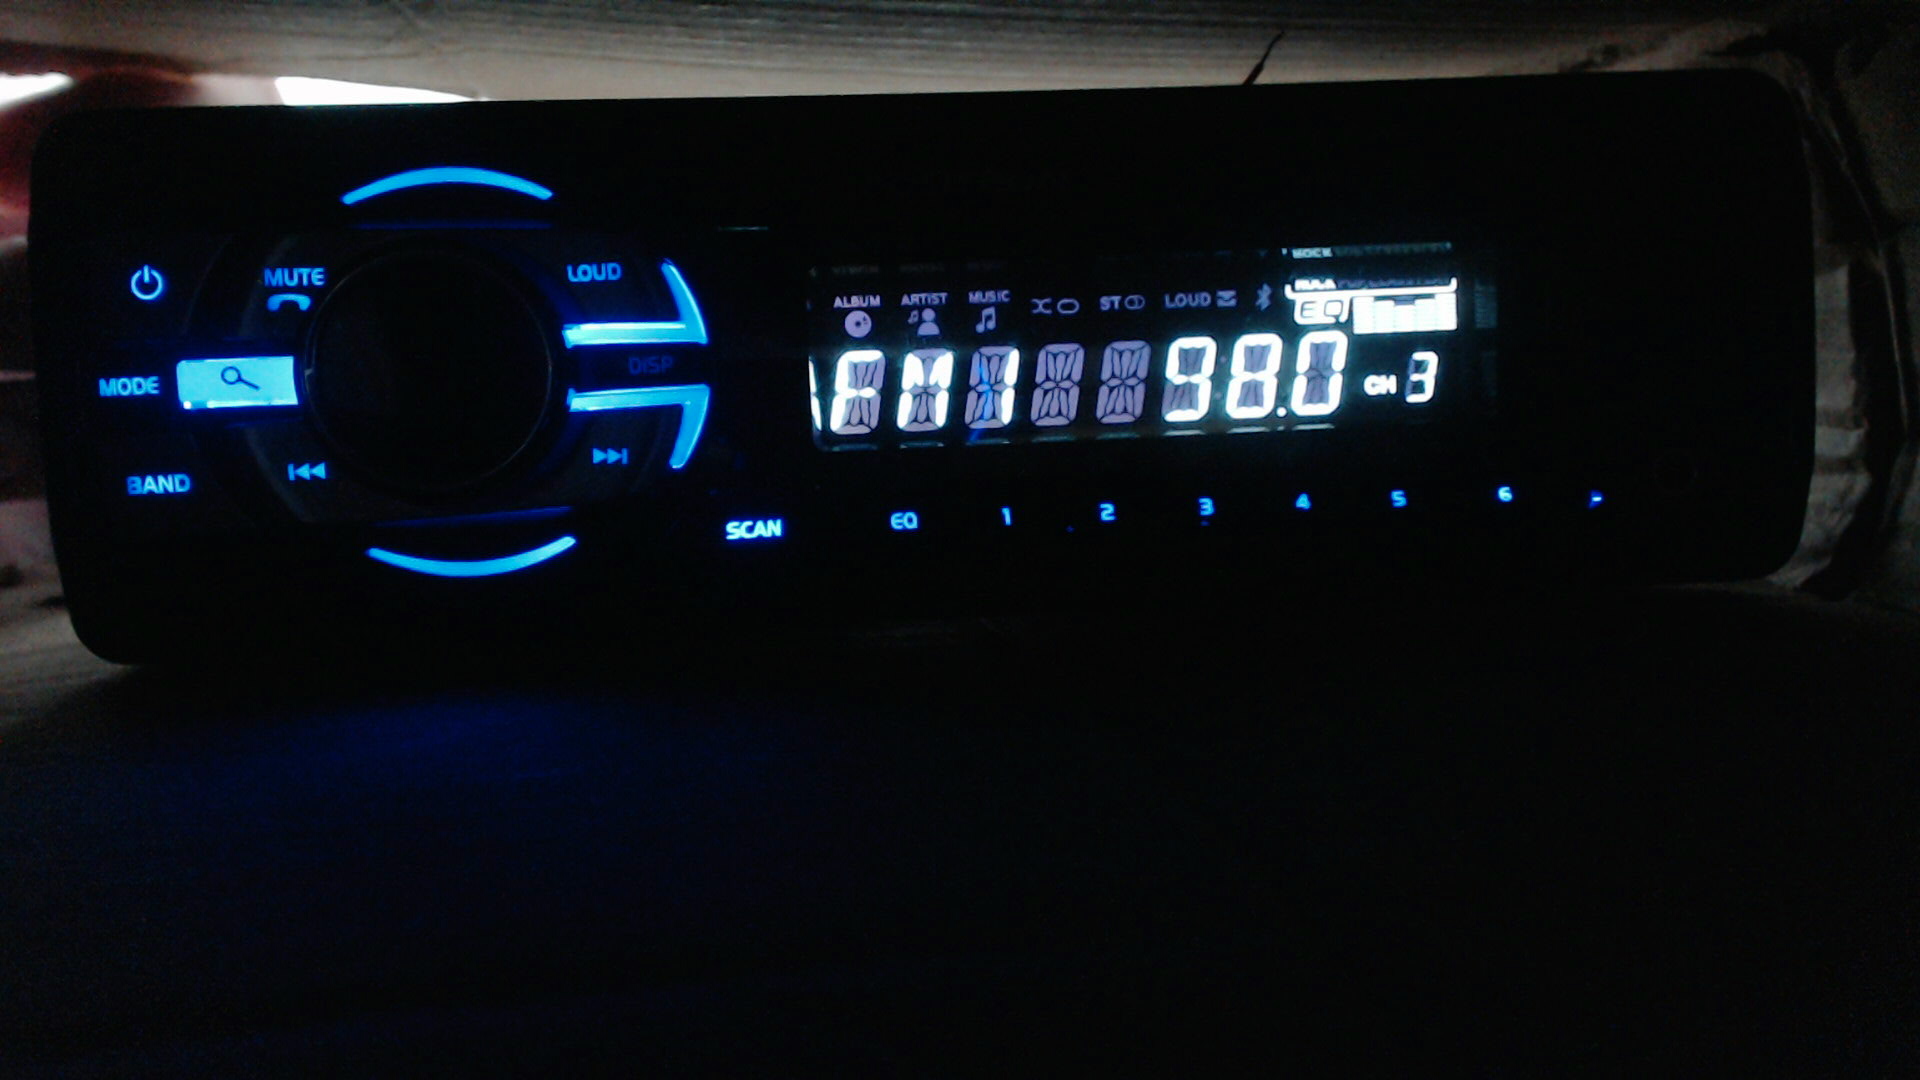 MUTE
LOUD
MODE
DISP
BAND
ALBUM ARTIST MUSIC ST LOUD
ROCK
EQ
FM1 98.0 CH 3
SCAN EQ 1 2 3 4 5 6